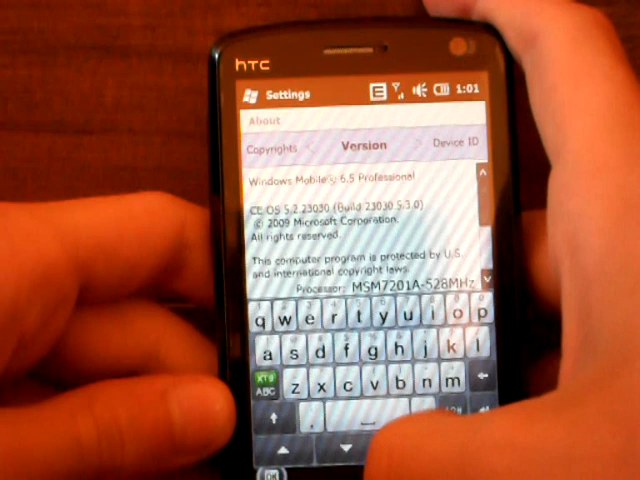 hTC
Settings 1:01
About
Copyrights < Version > Device ID
Windows Mobile® 6.5 Professional
CE OS 5.2.23030 (Build 23030.5.3.0)
© 2009 Microsoft Corporation.
All rights reserved.
This computer program is protected by U.S.
and international copyright laws.
Processor: MSM7201A-528MHz
q w e r t y u i o p
a s d f g h j k l
XT9
ABC z x c v b n m
OK